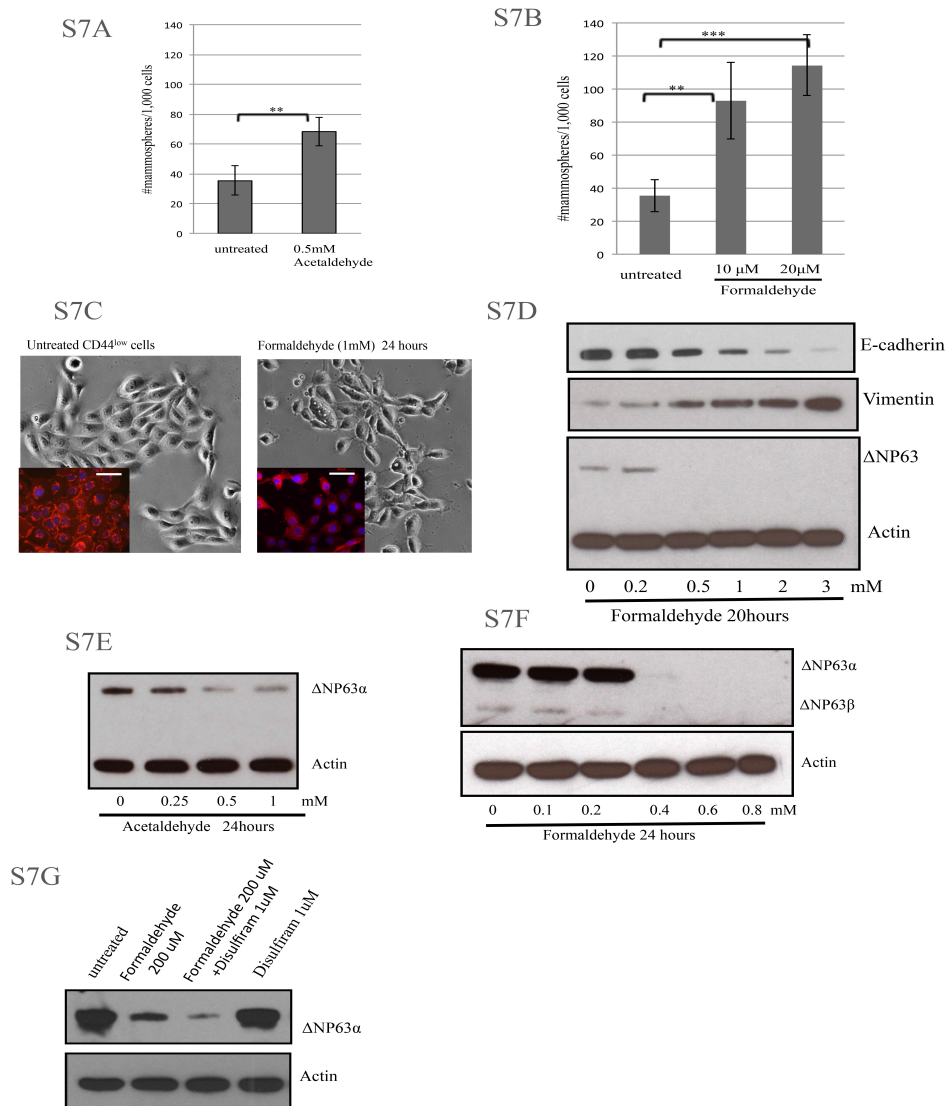 S7A
140
120
100
80
60
40
20
0
#mammospheres/1,000 cells
**
untreated
0.5mM
Acetaldehyde
S7B
140
120
100
80
60
40
20
0
#mammospheres/1,000 cells
***
**
untreated
10 μM
20μM
Formaldehyde
S7C
Untreated CD44low cells
Formaldehyde (1mM) 24 hours
S7D
E-cadherin
Vimentin
ΔNP63
Actin
0 0.2 0.5 1 2 3 mM
Formaldehyde 20hours
S7E
ΔNP63α
Actin
0 0.25 0.5 1 mM
Acetaldehyde 24hours
S7F
ΔNP63α
ΔNP63β
Actin
0 0.1 0.2 0.4 0.6 0.8 mM
Formaldehyde 24 hours
S7G
untreated
Formaldehyde
200 uM
Formaldehyde 200 uM
+Disulfiram 1uM
Disulfiram 1uM
ΔNP63α
Actin